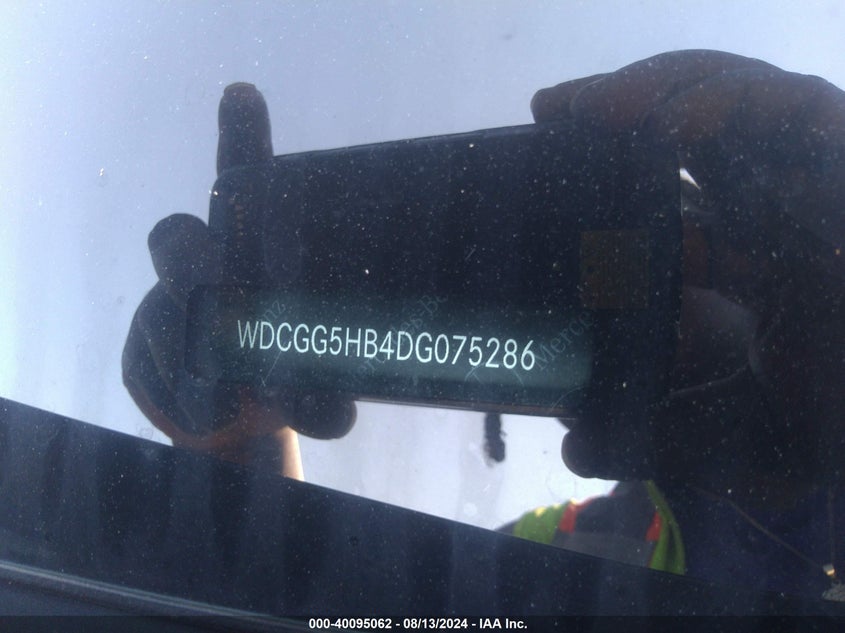 WDCGG5HB4DG075286
000-40095062 - 08/13/2024 - IAA Inc.